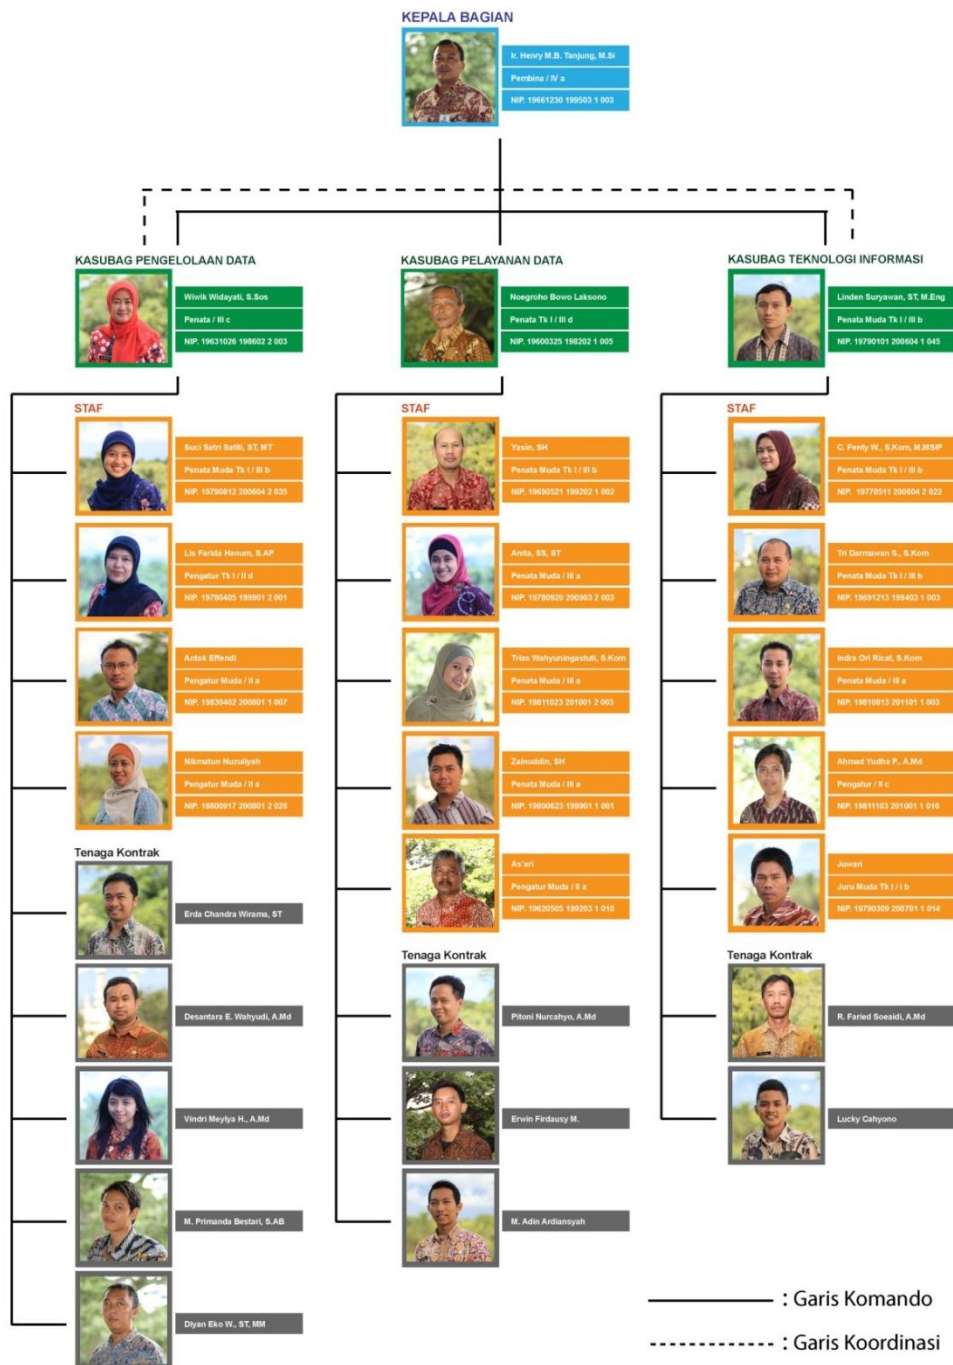 KEPALA BAGIAN
Ir. Henry M.B. Tanjung, M.Si
Pembina / IV a
NIP. 19661230 199503 1 003
KASUBAG PENGELOLAAN DATA
Wiwik Widayati, S.Sos
Penata / III c
NIP. 19631026 198602 2 003
KASUBAG PELAYANAN DATA
Noegroho Bowo Laksono
Penata Tk I / III d
NIP. 19600325 198202 1 005
KASUBAG TEKNOLOGI INFORMASI
Linden Suryawan, ST, M.Eng
Penata Muda Tk I / III b
NIP. 19790101 200604 1 045
STAF
Suci Satri Satiti, ST, MT
Penata Muda Tk I / III b
NIP. 19790812 200604 2 035
Lis Farida Hanum, S.AP
Pengatur Tk I / II d
NIP. 19780405 199901 2 001
Antok Effendi
Pengatur Muda / II a
NIP. 19830402 200801 1 007
Nikmatun Nuzuliyah
Pengatur Muda / II a
NIP. 19800917 200801 2 028
Tenaga Kontrak
Erda Chandra Wirama, ST
Desantara E. Wahyudi, A.Md
Vindri Meylya H., A.Md
M. Primanda Bestari, S.AB
Diyan Eko W., ST, MM
STAF
Yasin, SH
Penata Muda Tk I / III b
NIP. 19690521 199202 1 002
Anita, SS, ST
Penata Muda / III a
NIP. 19780920 200903 2 003
Tries Wahyuningastuti, S.Kom
Penata Muda / III a
NIP. 19811023 201001 2 003
Zainuddin, SH
Penata Muda / III a
NIP. 19800623 199901 1 001
As'ari
Pengatur Muda / II a
NIP. 19620505 199203 1 010
Tenaga Kontrak
Pitoni Nurcahyo, A.Md
Erwin Firdausy M.
M. Adin Ardiansyah
STAF
C. Fenty W., S.Kom, M.MSIP
Penata Muda Tk I / III b
NIP. 19770511 200604 2 022
Tri Darmawan S., S.Kom
Penata Muda Tk I / III b
NIP. 19691213 199403 1 003
Indra Ori Ricat, S.Kom
Penata Muda / III a
NIP. 19810813 201101 1 003
Ahmad Yudha P., A.Md
Pengatur / II c
NIP. 19811103 201001 1 016
Juwari
Juru Muda Tk I / I b
NIP. 19790309 200701 1 014
Tenaga Kontrak
R. Faried Soeaidi, A.Md
Lucky Cahyono
: Garis Komando
: Garis Koordinasi